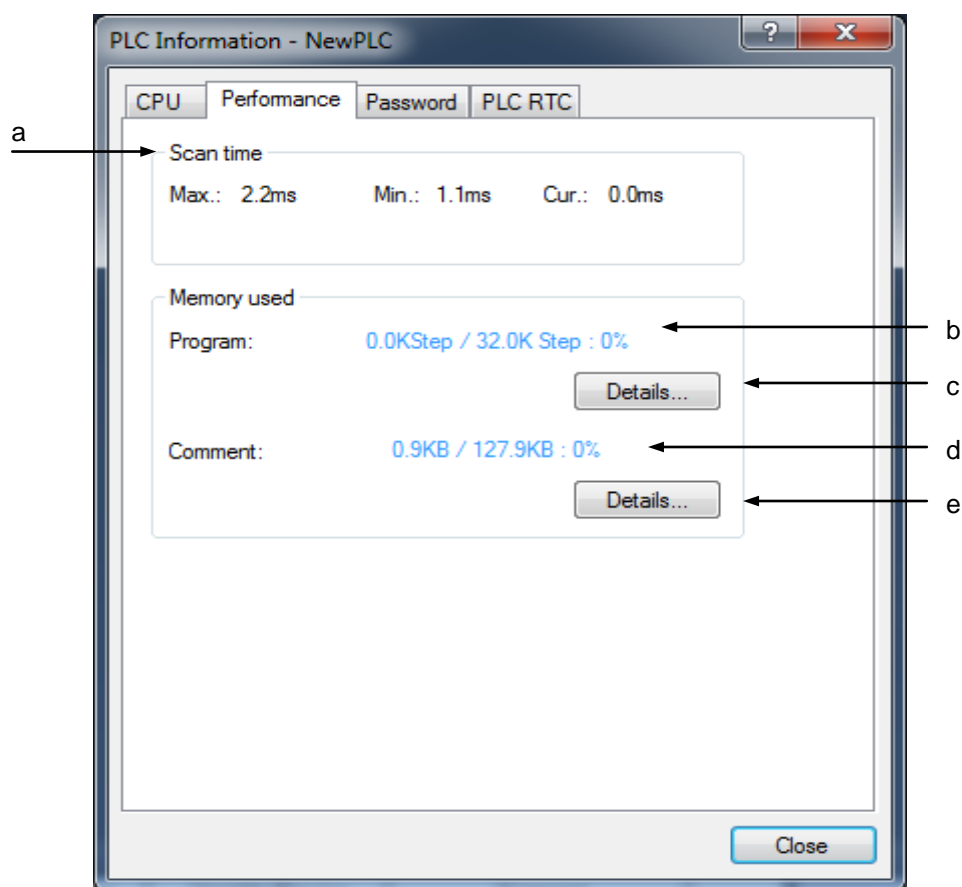 PLC Information - NewPLC
?
CPU Performance Password PLC RTC
a
Scan time
Max.: 2.2ms Min.: 1.1ms Cur.: 0.0ms
Memory used
Program: 0.0KStep / 32.0K Step : 0%
b
Details...
c
Comment: 0.9KB / 127.9KB : 0%
d
Details...
e
Close